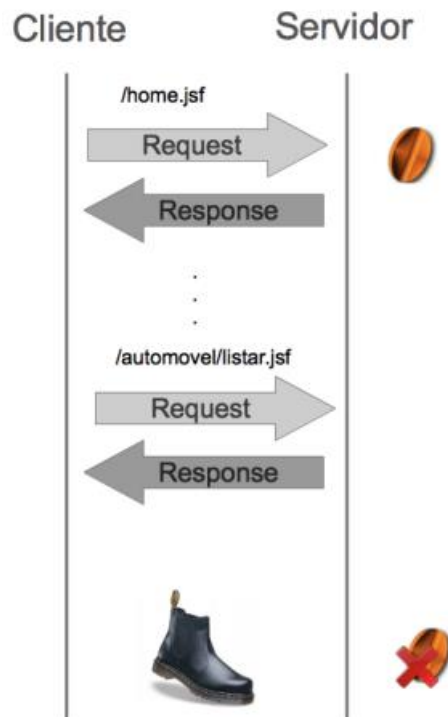 Cliente Servidor
/home.jsf
Request
Response
.
.
.
/automovel/listar.jsf
Request
Response